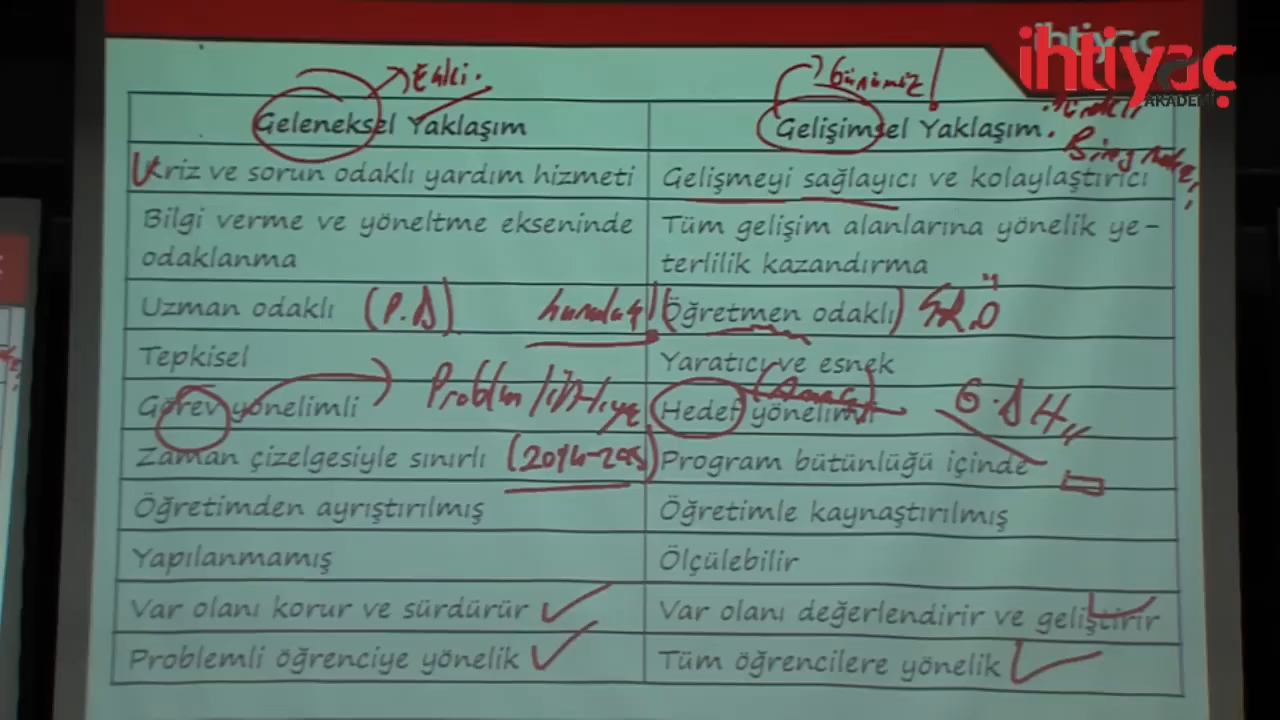 ihtiyaç
AKADEMİ
Eski.
Günümüz!
Geleneksel Yaklaşım
Gelişimsel Yaklaşım.
Kriz ve sorun odaklı yardım hizmeti
Gelişmeyi sağlayıcı ve kolaylaştırıcı
Bilgi verme ve yöneltme ekseninde
odaklanma
Tüm gelişim alanlarına yönelik ye-
terlilik kazandırma
Uzman odaklı (P.D)
(Öğretmen odaklı)
Tepkisel
Yaratıcı ve esnek
Görev yönelimli
Problem/
Hedef yönelimli
Zaman çizelgesiyle sınırlı
Program bütünlüğü içinde
Öğretimden ayrıştırılmış
Öğretimle kaynaştırılmış
Yapılanmamış
Ölçülebilir
Var olanı korur ve sürdürür
Var olanı değerlendirir ve geliştirir
Problemli öğrenciye yönelik
Tüm öğrencilere yönelik